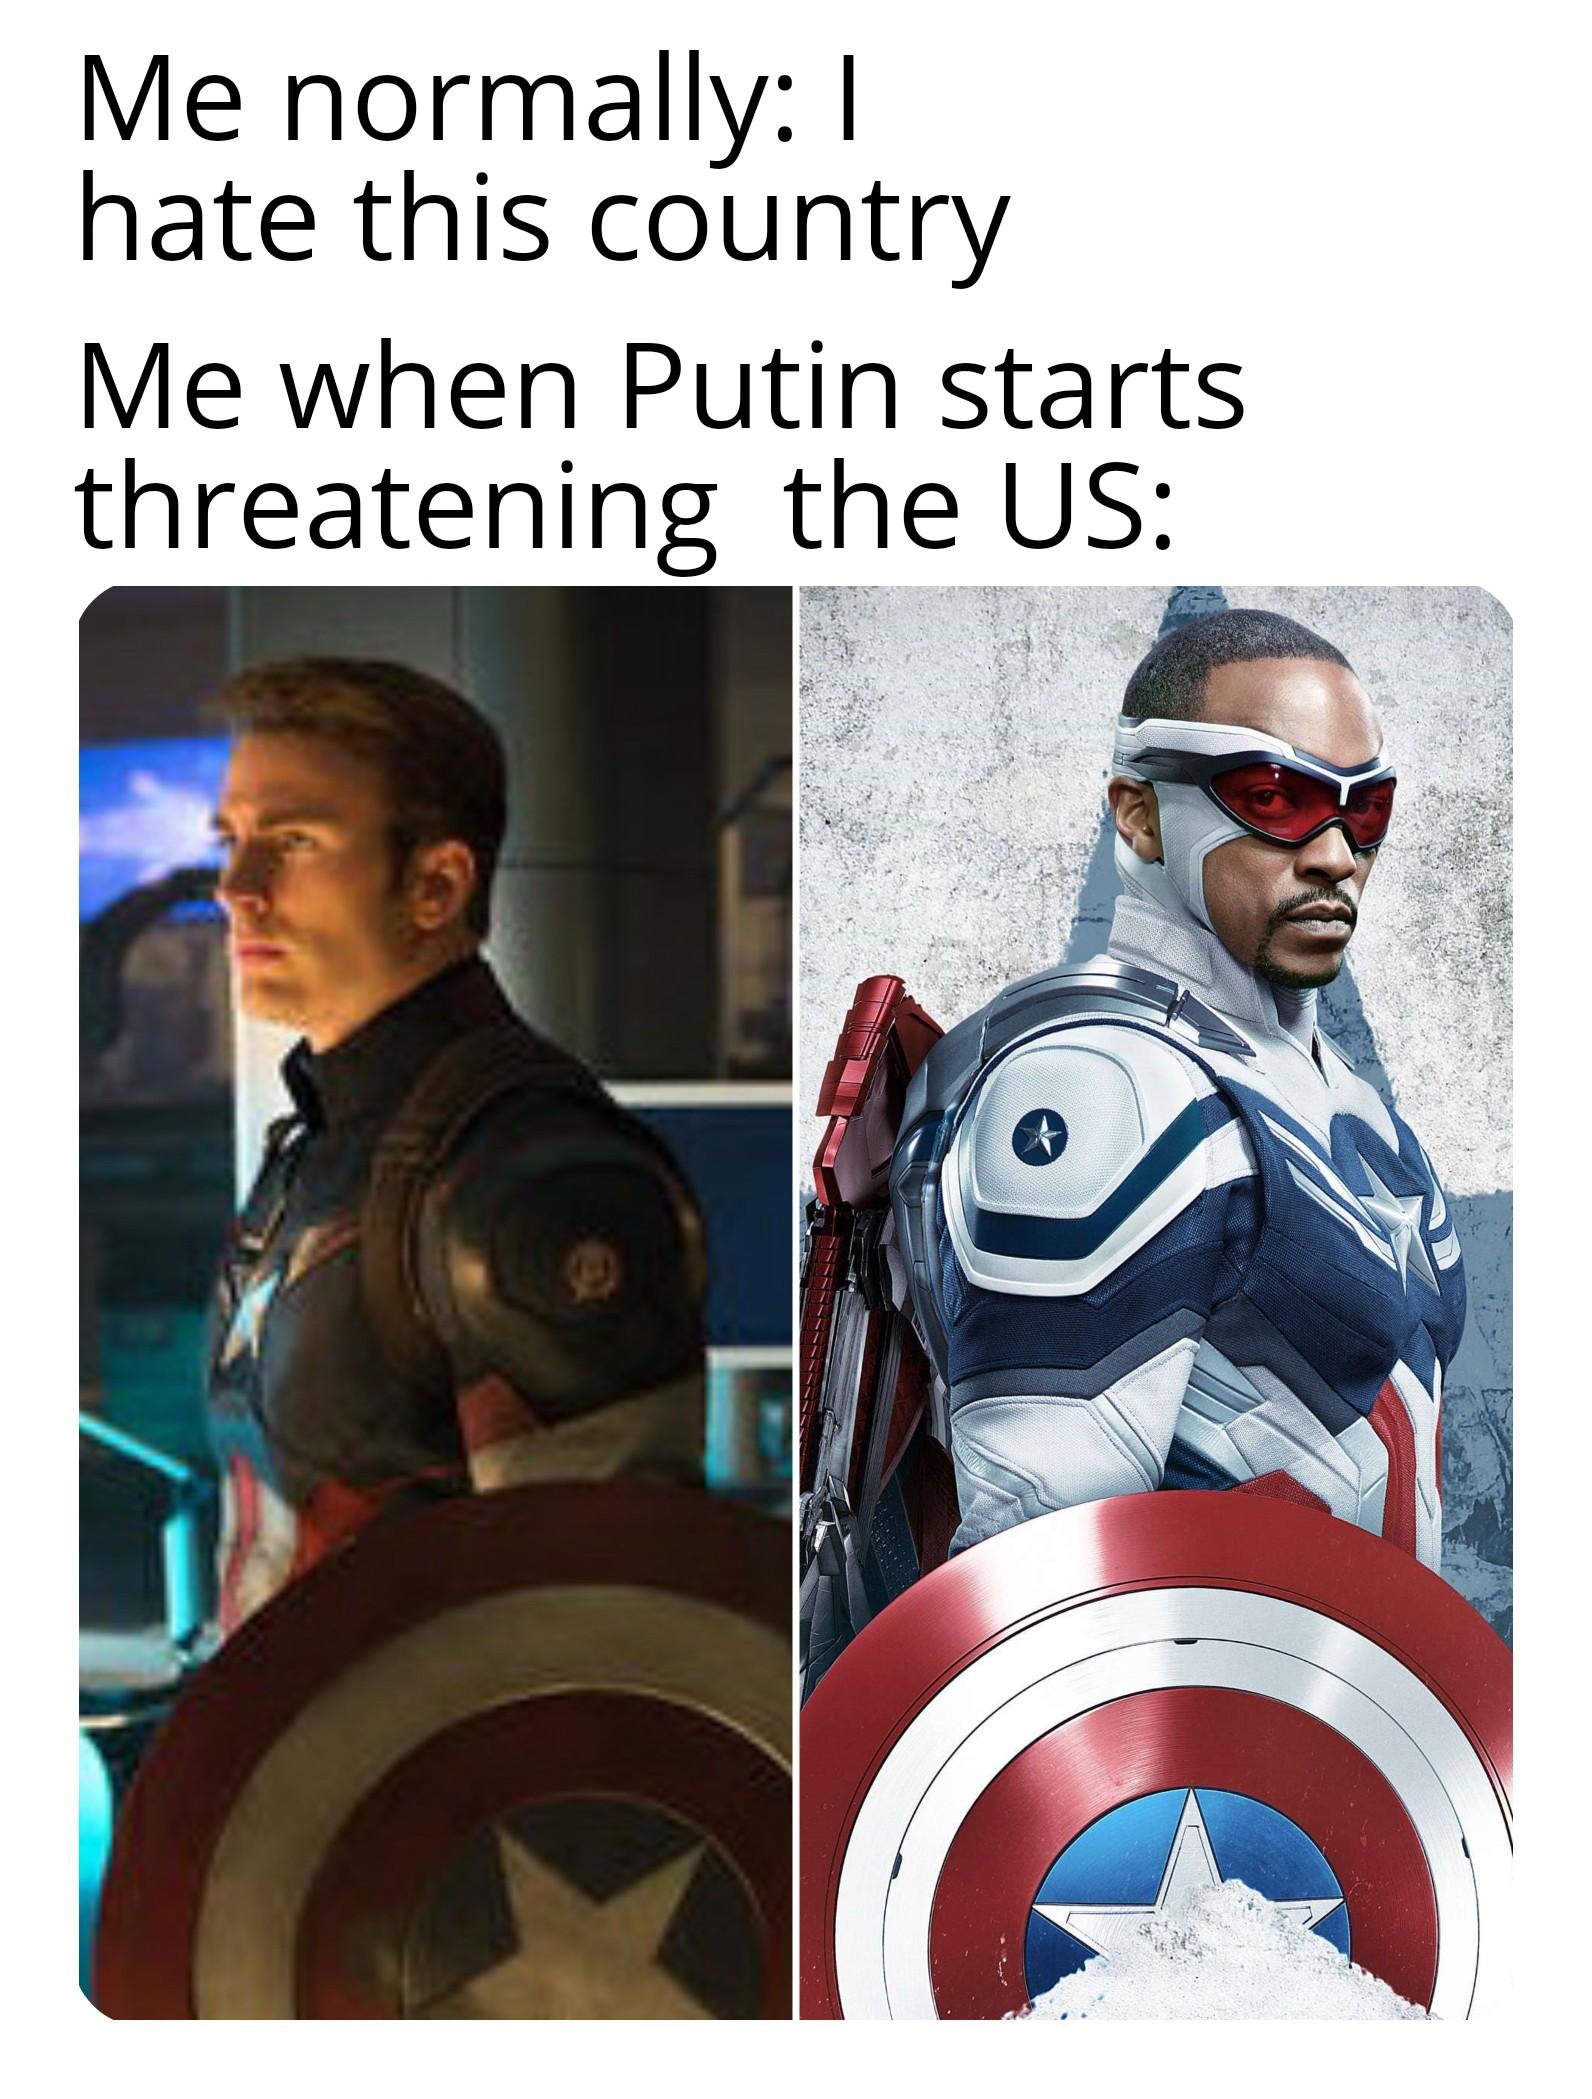 Me normally: I
hate this country
Me when Putin starts
threatening  the US: